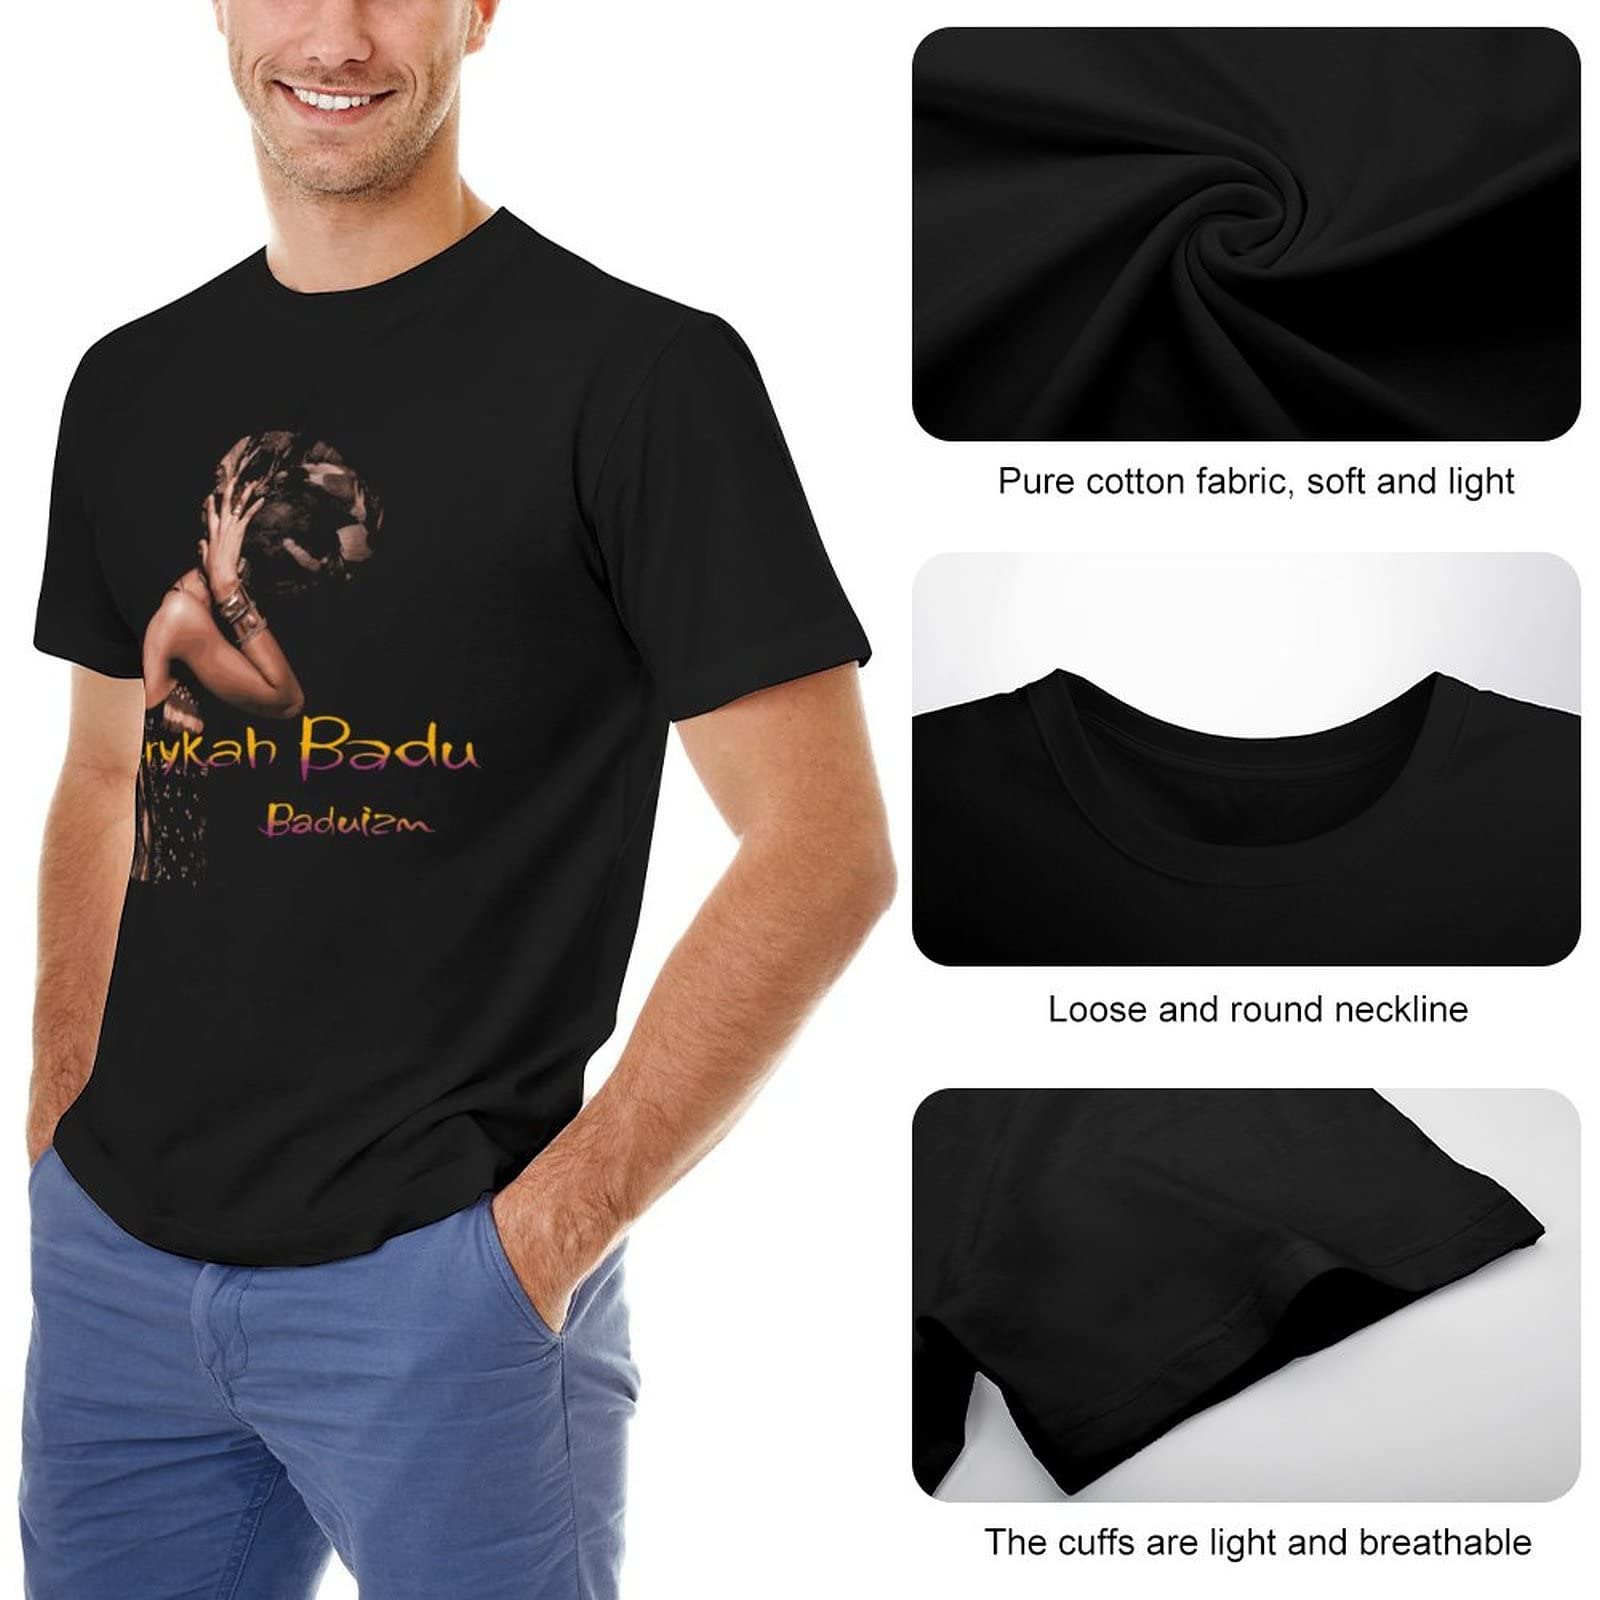 rykah Badu
Baduizm
Pure cotton fabric, soft and light
Loose and round neckline
The cuffs are light and breathable